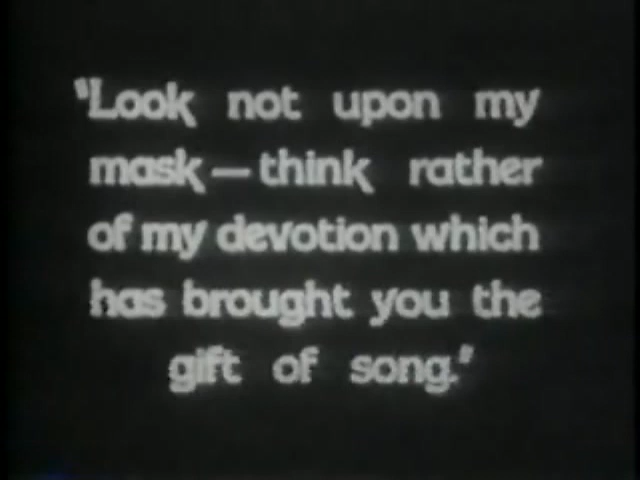 "Look not upon my
mask—think rather
of my devotion which
has brought you the
gift of song."